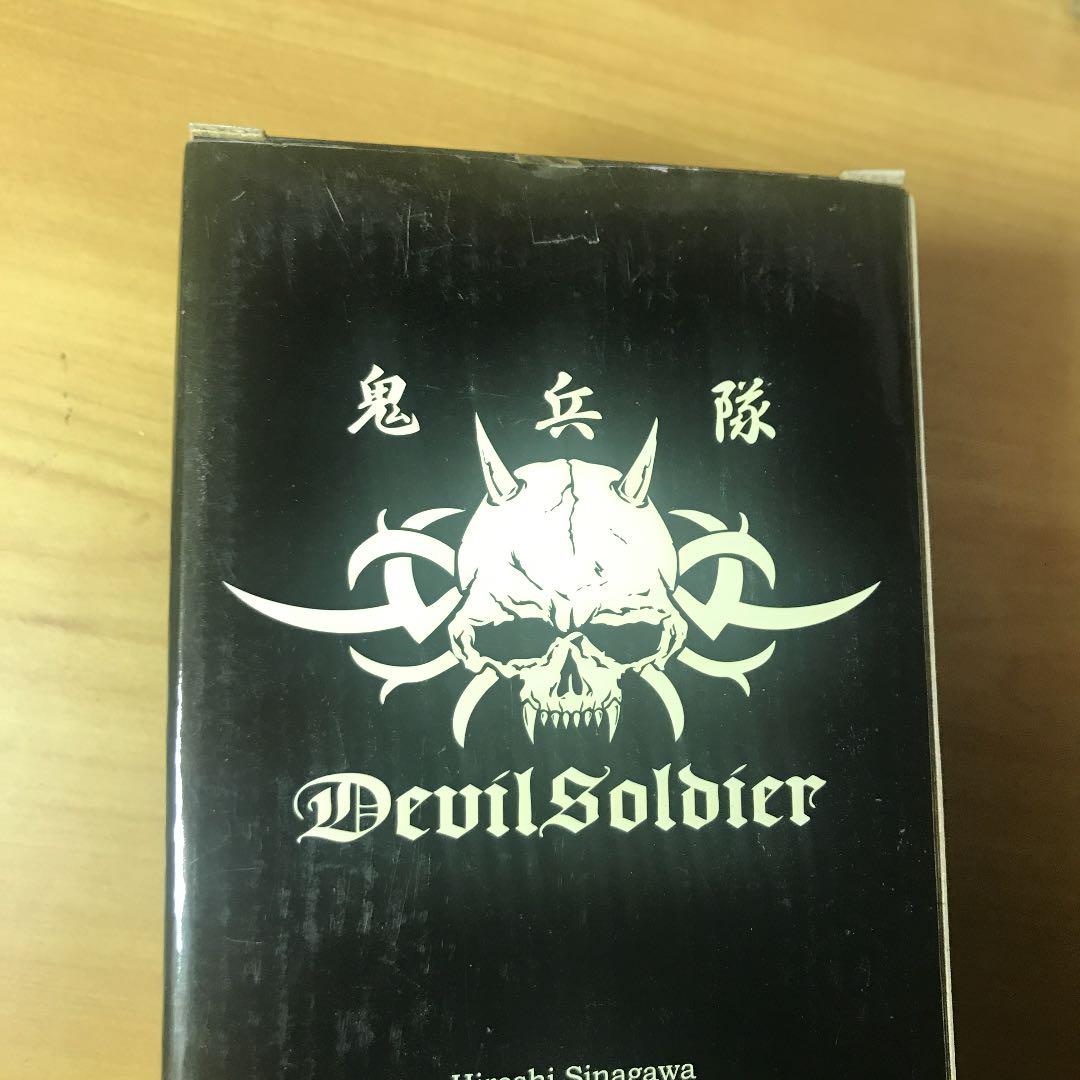 鬼兵隊
DevilSoldier
Hiroshi Sinagawa